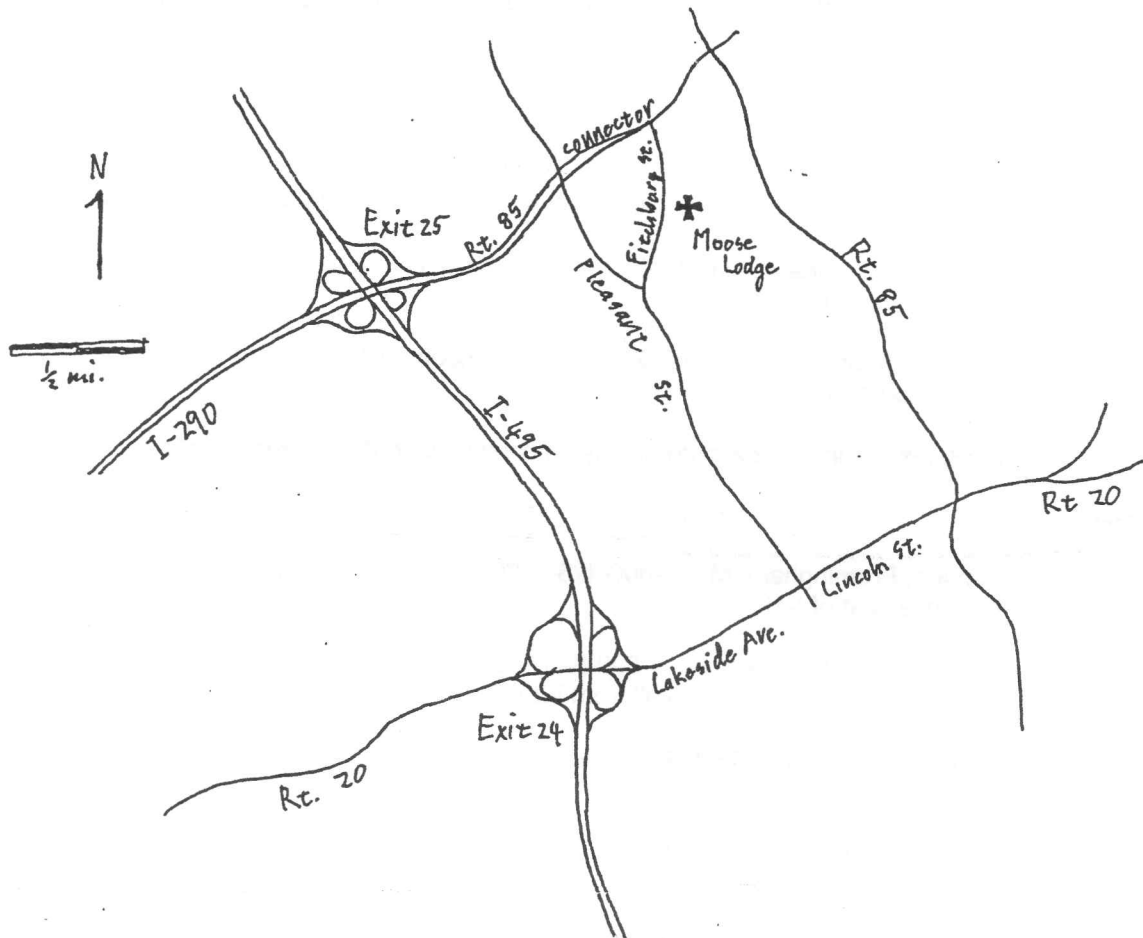 N
½ mi.
Exit 25
Rt. 85
connector
Fitchburg St.
Moose
Lodge
Pleasant
St.
Rt. 85
I-290
I-495
Rt 20
Lincoln St.
Lakeside Ave.
Exit 24
Rt. 20